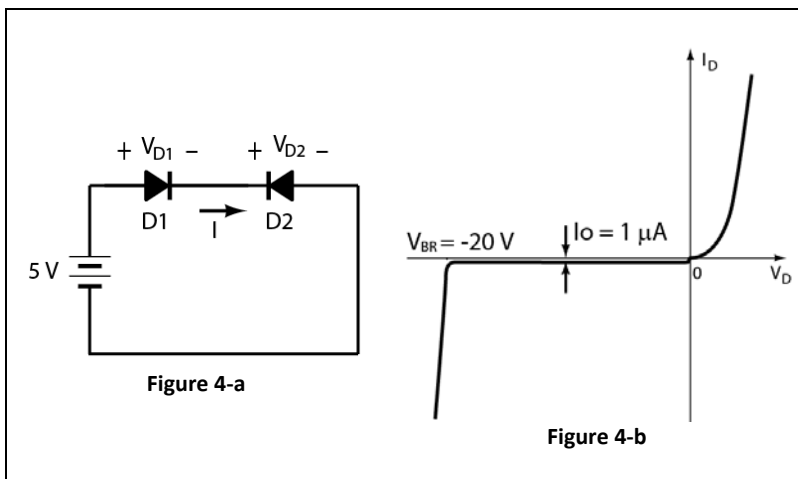 + VD1 − + VD2 −
D1 I D2
5 V
Figure 4-a
ID
VBR = -20 V
Io = 1 μA
0
VD
Figure 4-b